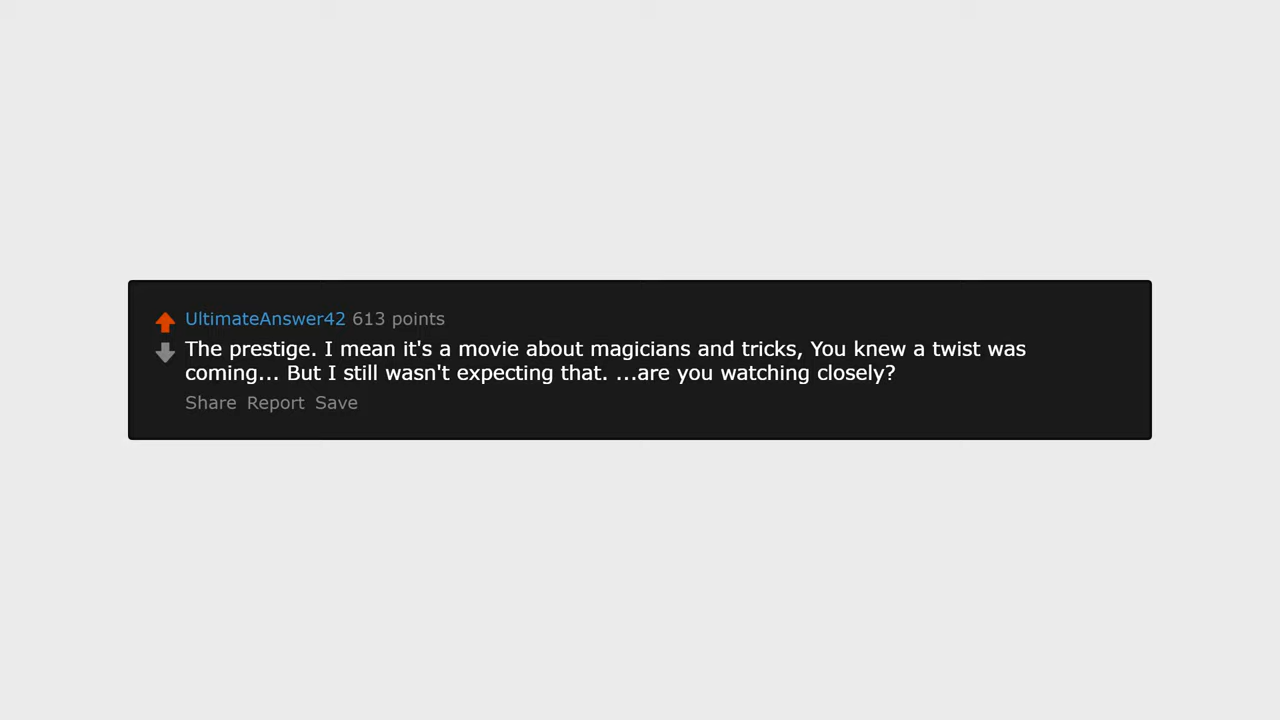 UltimateAnswer42 613 points
The prestige. I mean it's a movie about magicians and tricks, You knew a twist was
coming... But I still wasn't expecting that. ...are you watching closely?
Share Report Save